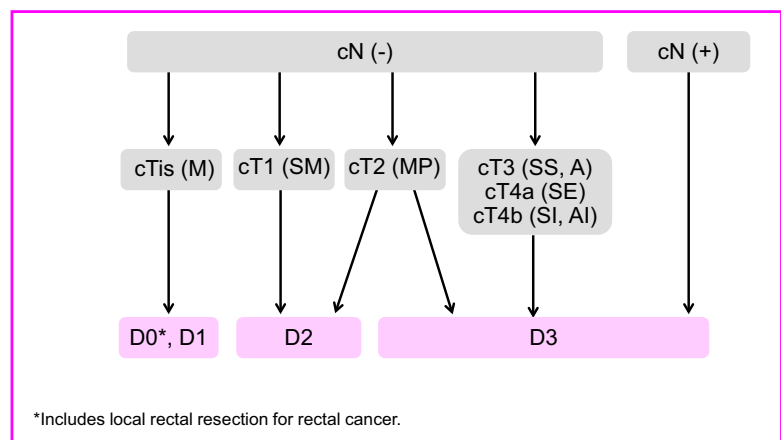 cN (-)
cN (+)
cTis (M)
cT1 (SM)
cT2 (MP)
cT3 (SS, A)
cT4a (SE)
cT4b (SI, AI)
D0*, D1
D2
D3
*Includes local rectal resection for rectal cancer.